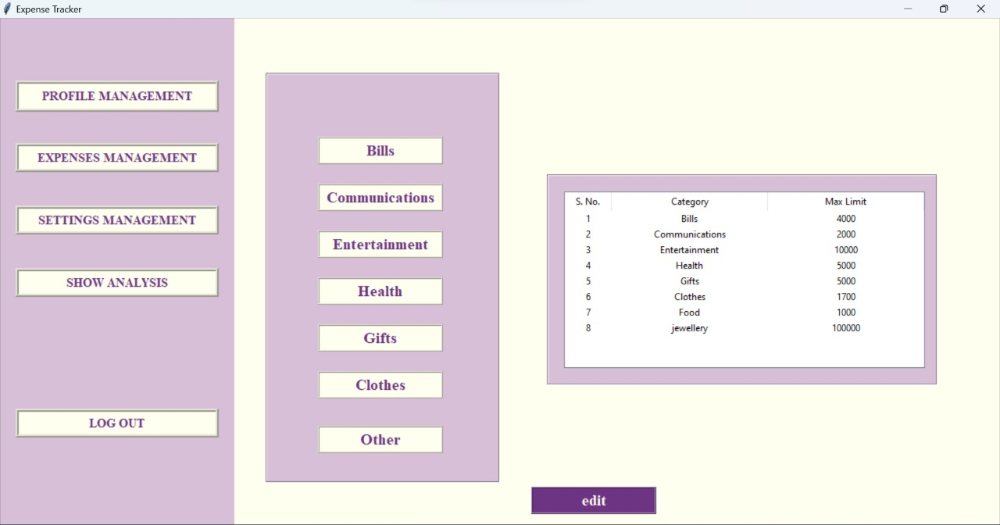 Expense Tracker
PROFILE MANAGEMENT
EXPENSES MANAGEMENT
SETTINGS MANAGEMENT
SHOW ANALYSIS
LOG OUT
Bills
Communications
Entertainment
Health
Gifts
Clothes
Other
S. No. Category Max Limit
1 Bills 4000
2 Communications 2000
3 Entertainment 10000
4 Health 5000
5 Gifts 5000
6 Clothes 1700
7 Food 1000
8 jewellery 100000
edit